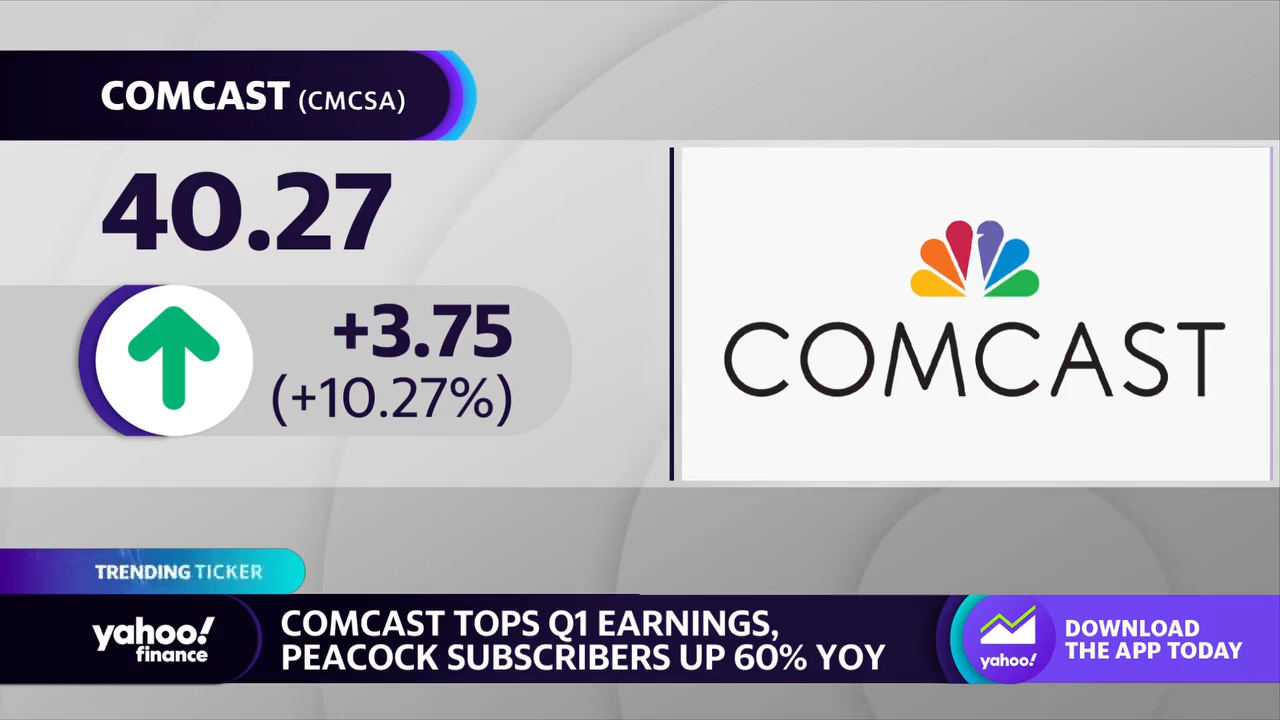 COMCAST (CMCSA)
40.27
+3.75
(+10.27%)
COMCAST
TRENDING TICKER
yahoo!
finance
COMCAST TOPS Q1 EARNINGS,
PEACOCK SUBSCRIBERS UP 60% YOY
yahoo!
DOWNLOAD
THE APP TODAY